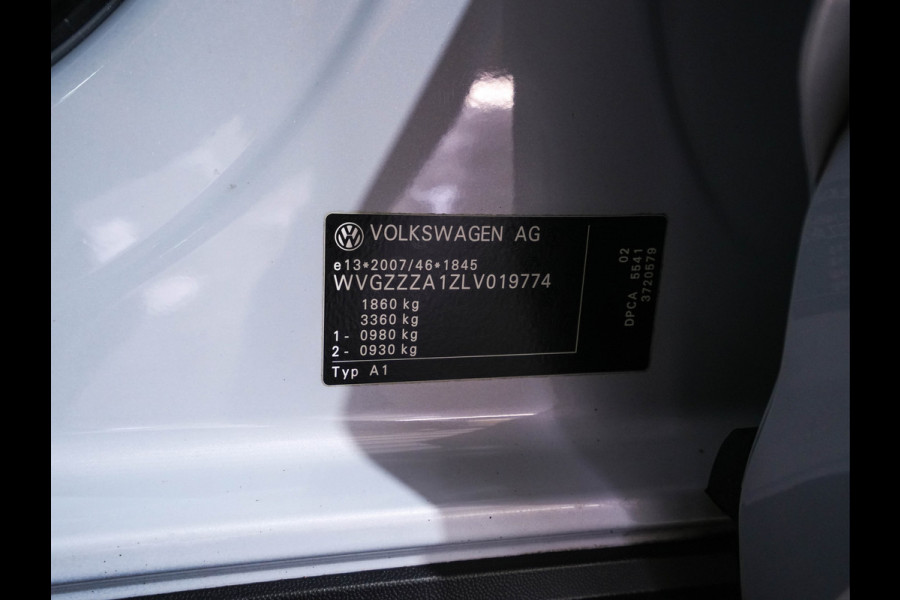 VOLKSWAGEN AG
e13*2007/46*1845
WVGZZZA1ZLV019774
1860 kg
3360 kg
1- 0980 kg
2- 0930 kg
Typ A1
02
DPCA 5541
3720579